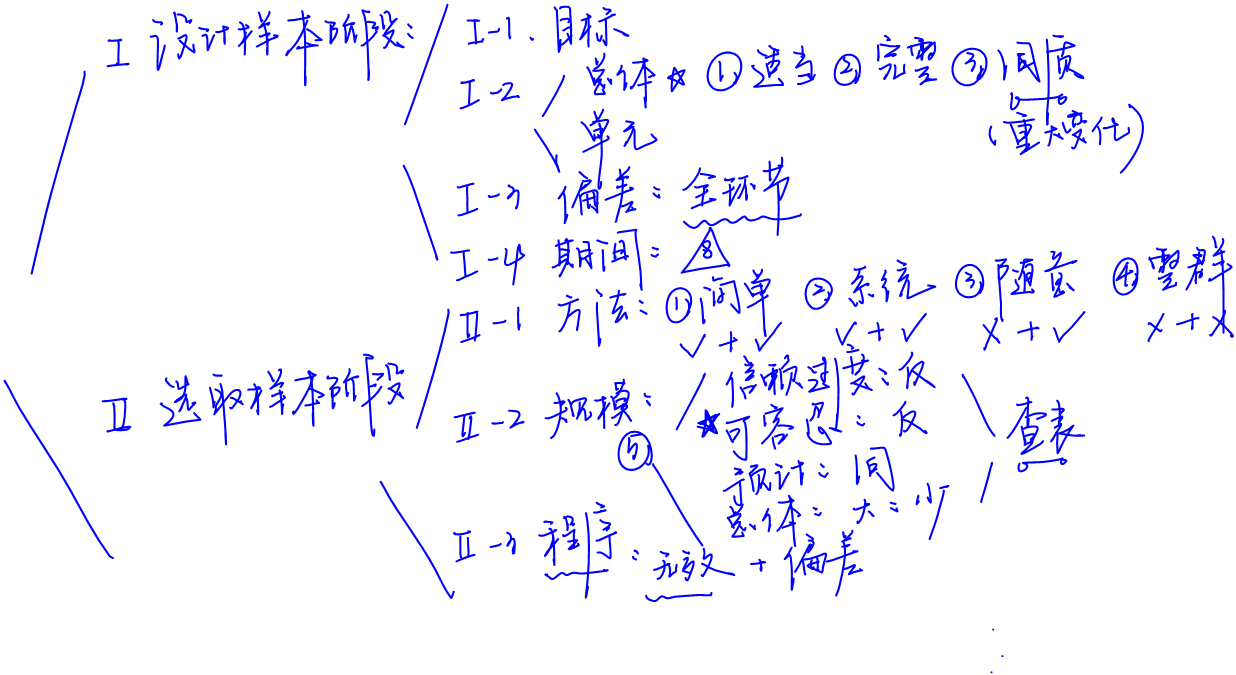 I 设计样本阶段：
I-1. 目标
I-2 总体☆ ①适当 ②完整 ③同质
单元 （重大变化）
I-3 偏差：全环节
I-4 期间：8
II-1 方法：①简单 ②系统 ③随意 ④整群
✓+✓ ✓+✓ ×+✓ ×+×
II 选取样本阶段
II-2 规模： 信赖过度：反
⑤ ☆可容忍：反 查表
预计：同
总体：大：少
II-3 程序：无效+偏差